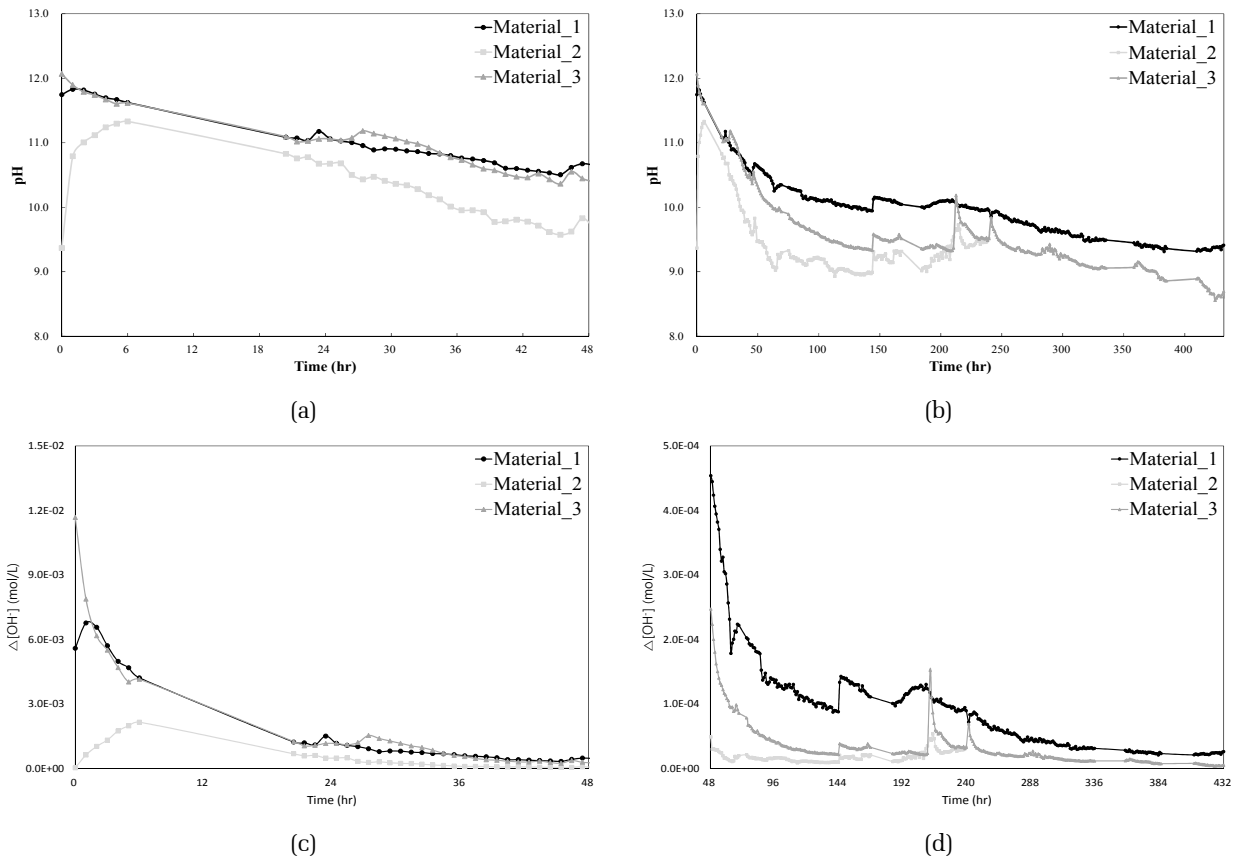 13.0
12.0
11.0
10.0
9.0
8.0
pH
0 6 12 18 24 30 36 42 48
Time (hr)
Material_1
Material_2
Material_3
(a)
13.0
12.0
11.0
10.0
9.0
8.0
pH
0 50 100 150 200 250 300 350 400
Time (hr)
Material_1
Material_2
Material_3
(b)
1.5E-02
1.2E-02
9.0E-03
6.0E-03
3.0E-03
0.0E+00
△[OH-] (mol/L)
0 12 24 36 48
Time (hr)
Material_1
Material_2
Material_3
(c)
5.0E-04
4.0E-04
3.0E-04
2.0E-04
1.0E-04
0.0E+00
△[OH-] (mol/L)
48 96 144 192 240 288 336 384 432
Time (hr)
Material_1
Material_2
Material_3
(d)